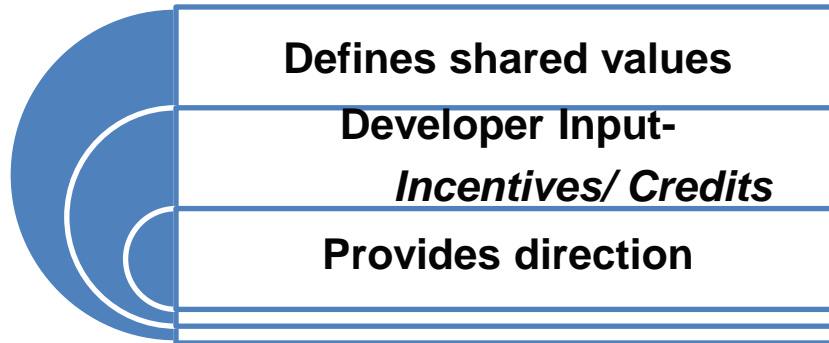 Defines shared values
Developer Input-
Incentives/ Credits
Provides direction